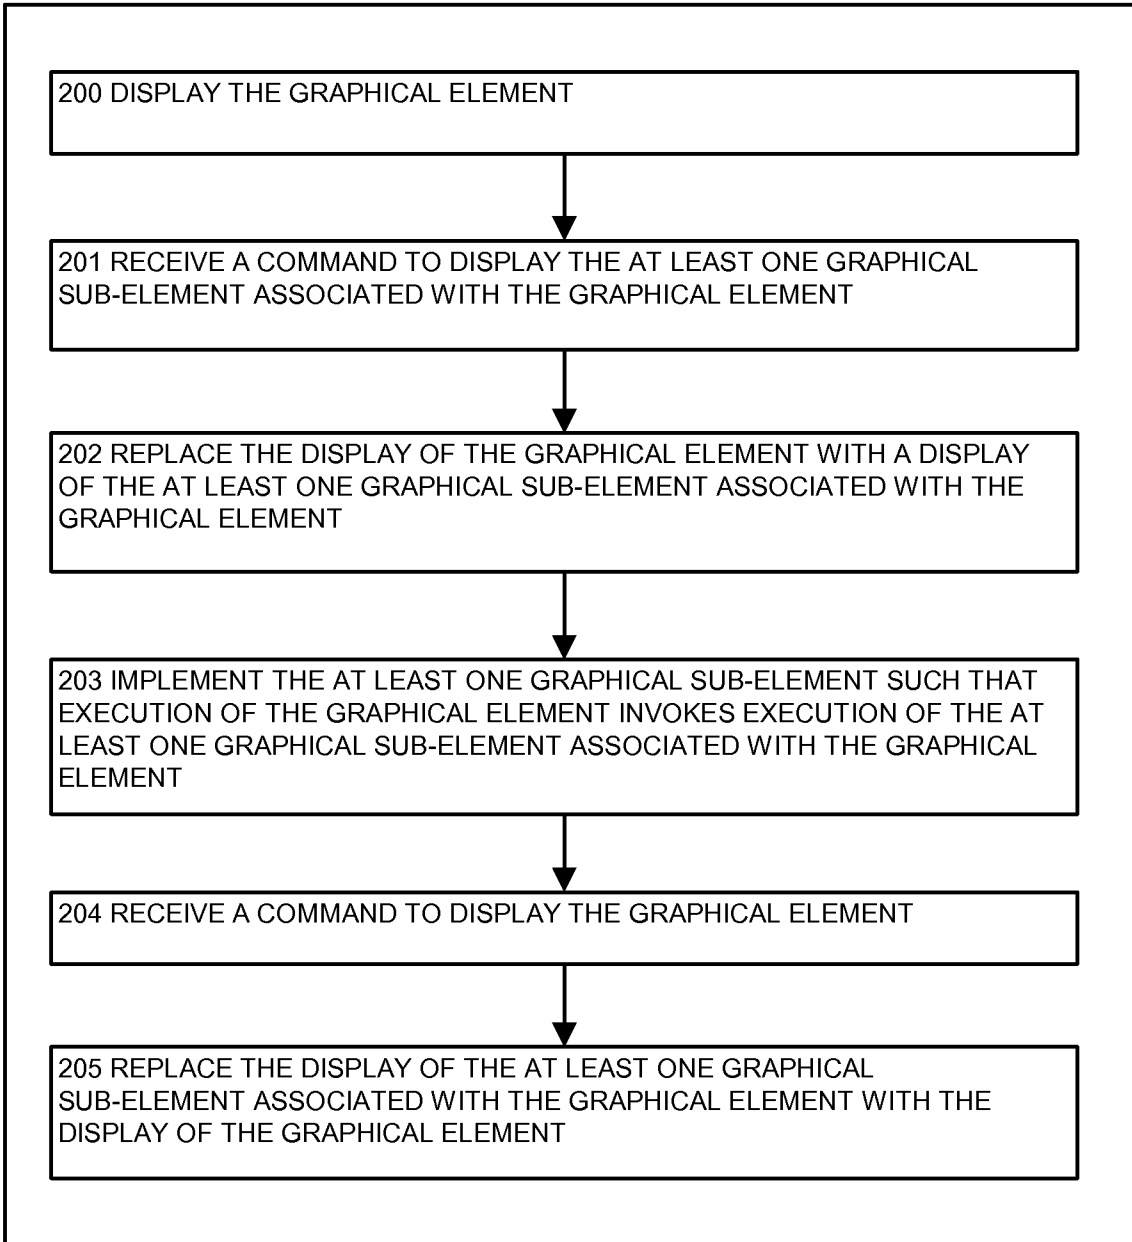 200 DISPLAY THE GRAPHICAL ELEMENT
201 RECEIVE A COMMAND TO DISPLAY THE AT LEAST ONE GRAPHICAL
SUB-ELEMENT ASSOCIATED WITH THE GRAPHICAL ELEMENT
202 REPLACE THE DISPLAY OF THE GRAPHICAL ELEMENT WITH A DISPLAY
OF THE AT LEAST ONE GRAPHICAL SUB-ELEMENT ASSOCIATED WITH THE
GRAPHICAL ELEMENT
203 IMPLEMENT THE AT LEAST ONE GRAPHICAL SUB-ELEMENT SUCH THAT
EXECUTION OF THE GRAPHICAL ELEMENT INVOKES EXECUTION OF THE AT
LEAST ONE GRAPHICAL SUB-ELEMENT ASSOCIATED WITH THE GRAPHICAL
ELEMENT
204 RECEIVE A COMMAND TO DISPLAY THE GRAPHICAL ELEMENT
205 REPLACE THE DISPLAY OF THE AT LEAST ONE GRAPHICAL
SUB-ELEMENT ASSOCIATED WITH THE GRAPHICAL ELEMENT WITH THE
DISPLAY OF THE GRAPHICAL ELEMENT